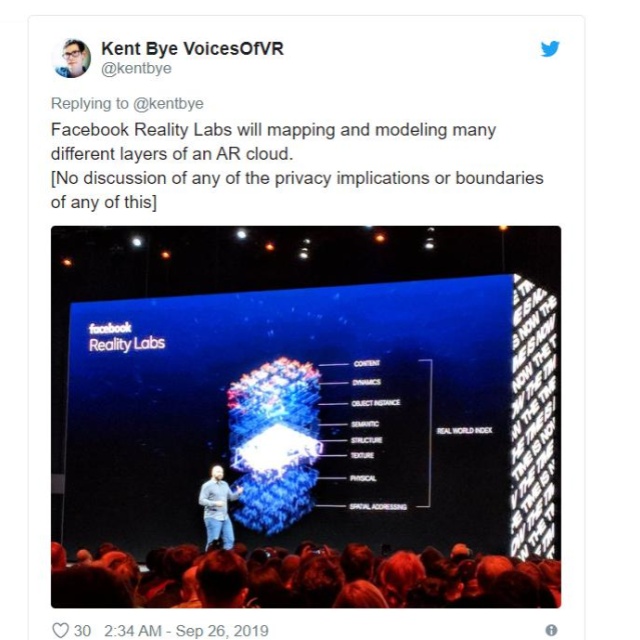 Kent Bye VoicesOfVR
@kentbye
Replying to @kentbye
Facebook Reality Labs will mapping and modeling many
different layers of an AR cloud.
[No discussion of any of the privacy implications or boundaries
of any of this]
facebook
Reality Labs
CONTENT
DYNAMICS
OBJECT INSTANCE
SEMANTIC
STRUCTURE
TEXTURE
PHYSICAL
SPATIAL ADDRESSING
REAL WORLD INDEX
30 2:34 AM - Sep 26, 2019